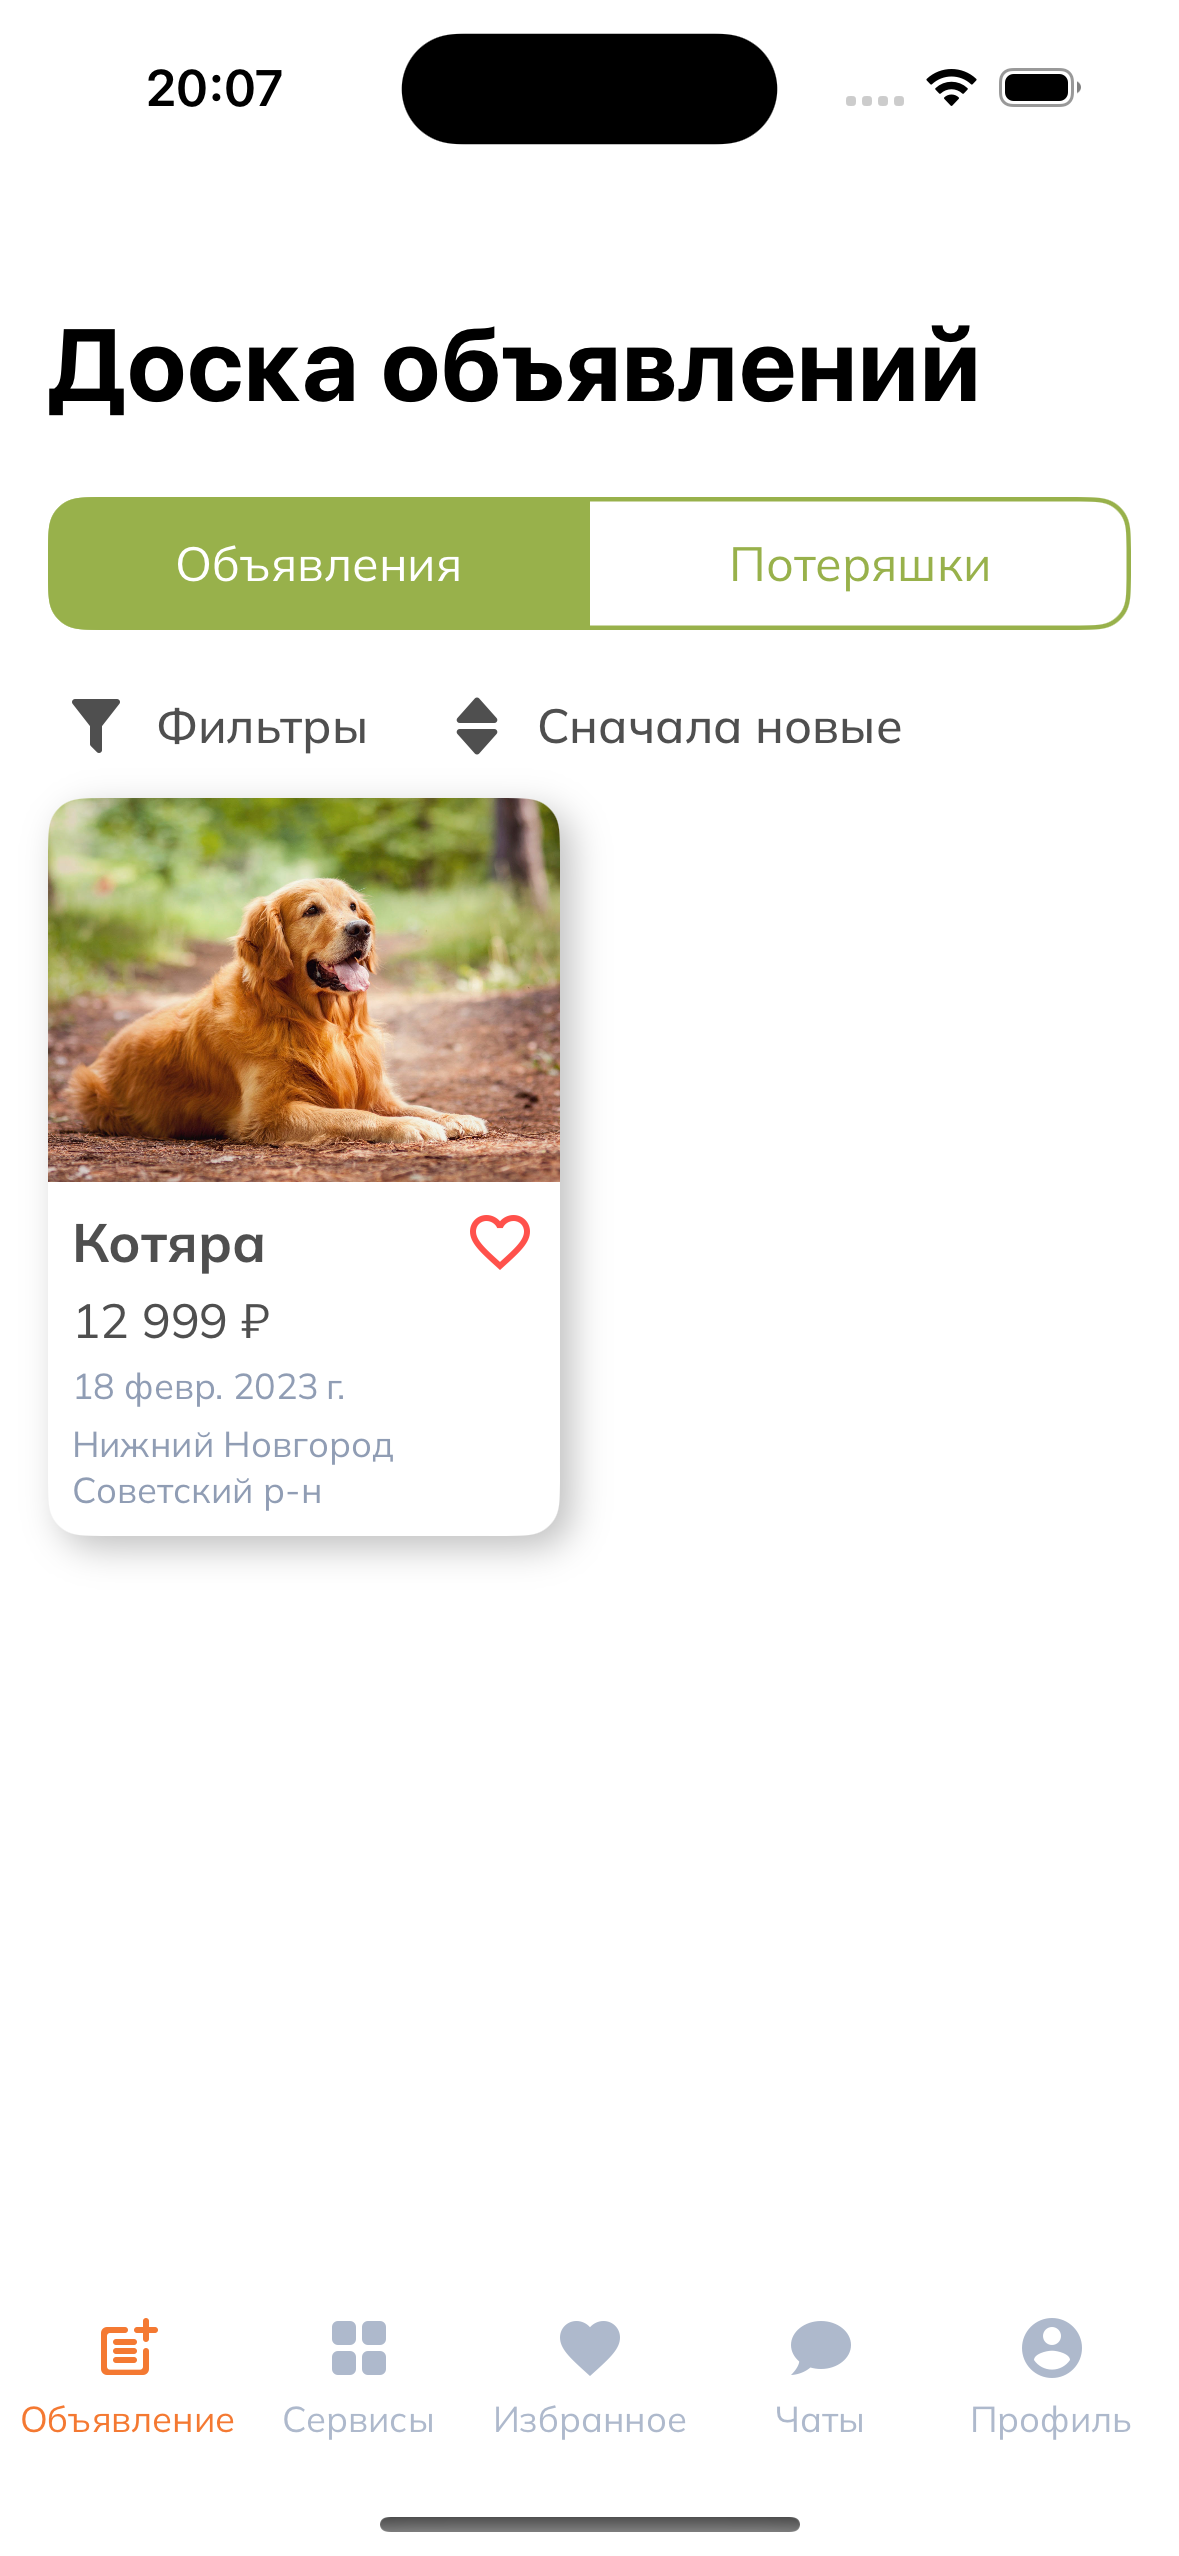 20:07
Доска объявлений
Объявления
Потеряшки
Фильтры
Сначала новые
Котяра
12 999 ₽
18 февр. 2023 г.
Нижний Новгород
Советский р-н
Объявление
Сервисы
Избранное
Чаты
Профиль